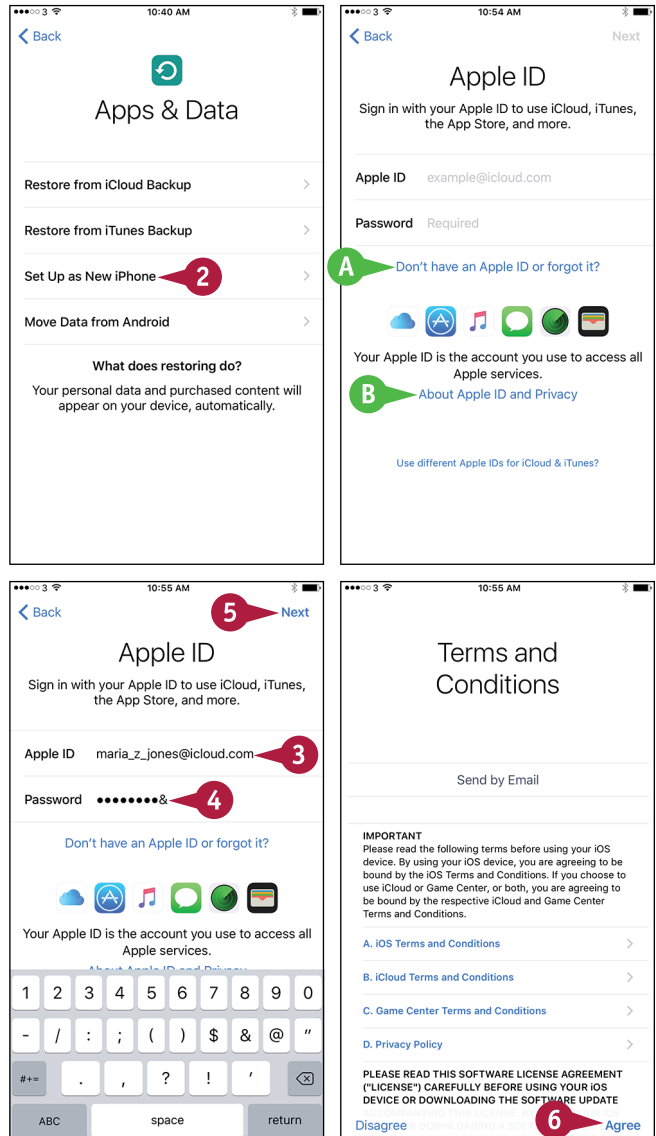 3 10:40 AM
Back
Apps & Data
Restore from iCloud Backup
Restore from iTunes Backup
Set Up as New iPhone 2
Move Data from Android
What does restoring do?
Your personal data and purchased content will
appear on your device, automatically.
3 10:54 AM
Back Next
Apple ID
Sign in with your Apple ID to use iCloud, iTunes,
the App Store, and more.
Apple ID example@icloud.com
Password Required
A Don't have an Apple ID or forgot it?
Your Apple ID is the account you use to access all
Apple services.
B About Apple ID and Privacy
Use different Apple IDs for iCloud & iTunes?
3 10:55 AM
Back 5 Next
Apple ID
Sign in with your Apple ID to use iCloud, iTunes,
the App Store, and more.
Apple ID maria_z_jones@icloud.com 3
Password ●●●●●●●●& 4
Don't have an Apple ID or forgot it?
Your Apple ID is the account you use to access all
Apple services.
About Apple ID and Privacy
1 2 3 4 5 6 7 8 9 0
- / : ; ( ) $ & @ "
#+= . , ? ! '
ABC space return
3 10:55 AM
Terms and
Conditions
Send by Email
IMPORTANT
Please read the following terms before using your iOS
device. By using your iOS device, you are agreeing to be
bound by the iOS Terms and Conditions. If you choose to
use iCloud or Game Center, or both, you are agreeing to
be bound by the respective iCloud and Game Center
Terms and Conditions.
A. iOS Terms and Conditions
B. iCloud Terms and Conditions
C. Game Center Terms and Conditions
D. Privacy Policy
PLEASE READ THIS SOFTWARE LICENSE AGREEMENT
("LICENSE") CAREFULLY BEFORE USING YOUR iOS
DEVICE OR DOWNLOADING THE SOFTWARE UPDATE
ACCOMPANYING THIS LICENSE.
Disagree 6 Agree